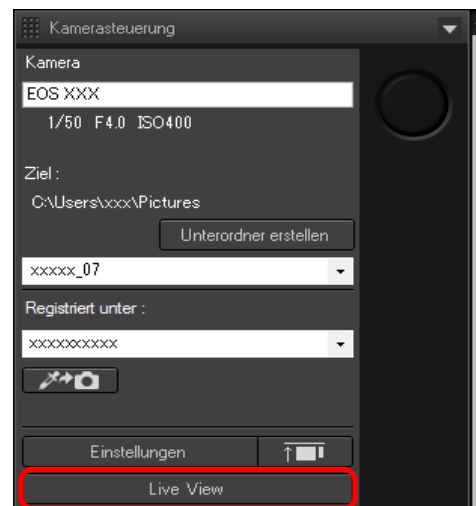 Kamerasteuerung
Kamera
EOS XXX
1/50 F4.0 ISO400
Ziel :
C:\Users\xxx\Pictures
Unterordner erstellen
xxxxx_07
Registriert unter :
xxxxxxxxxx
Einstellungen
Live View